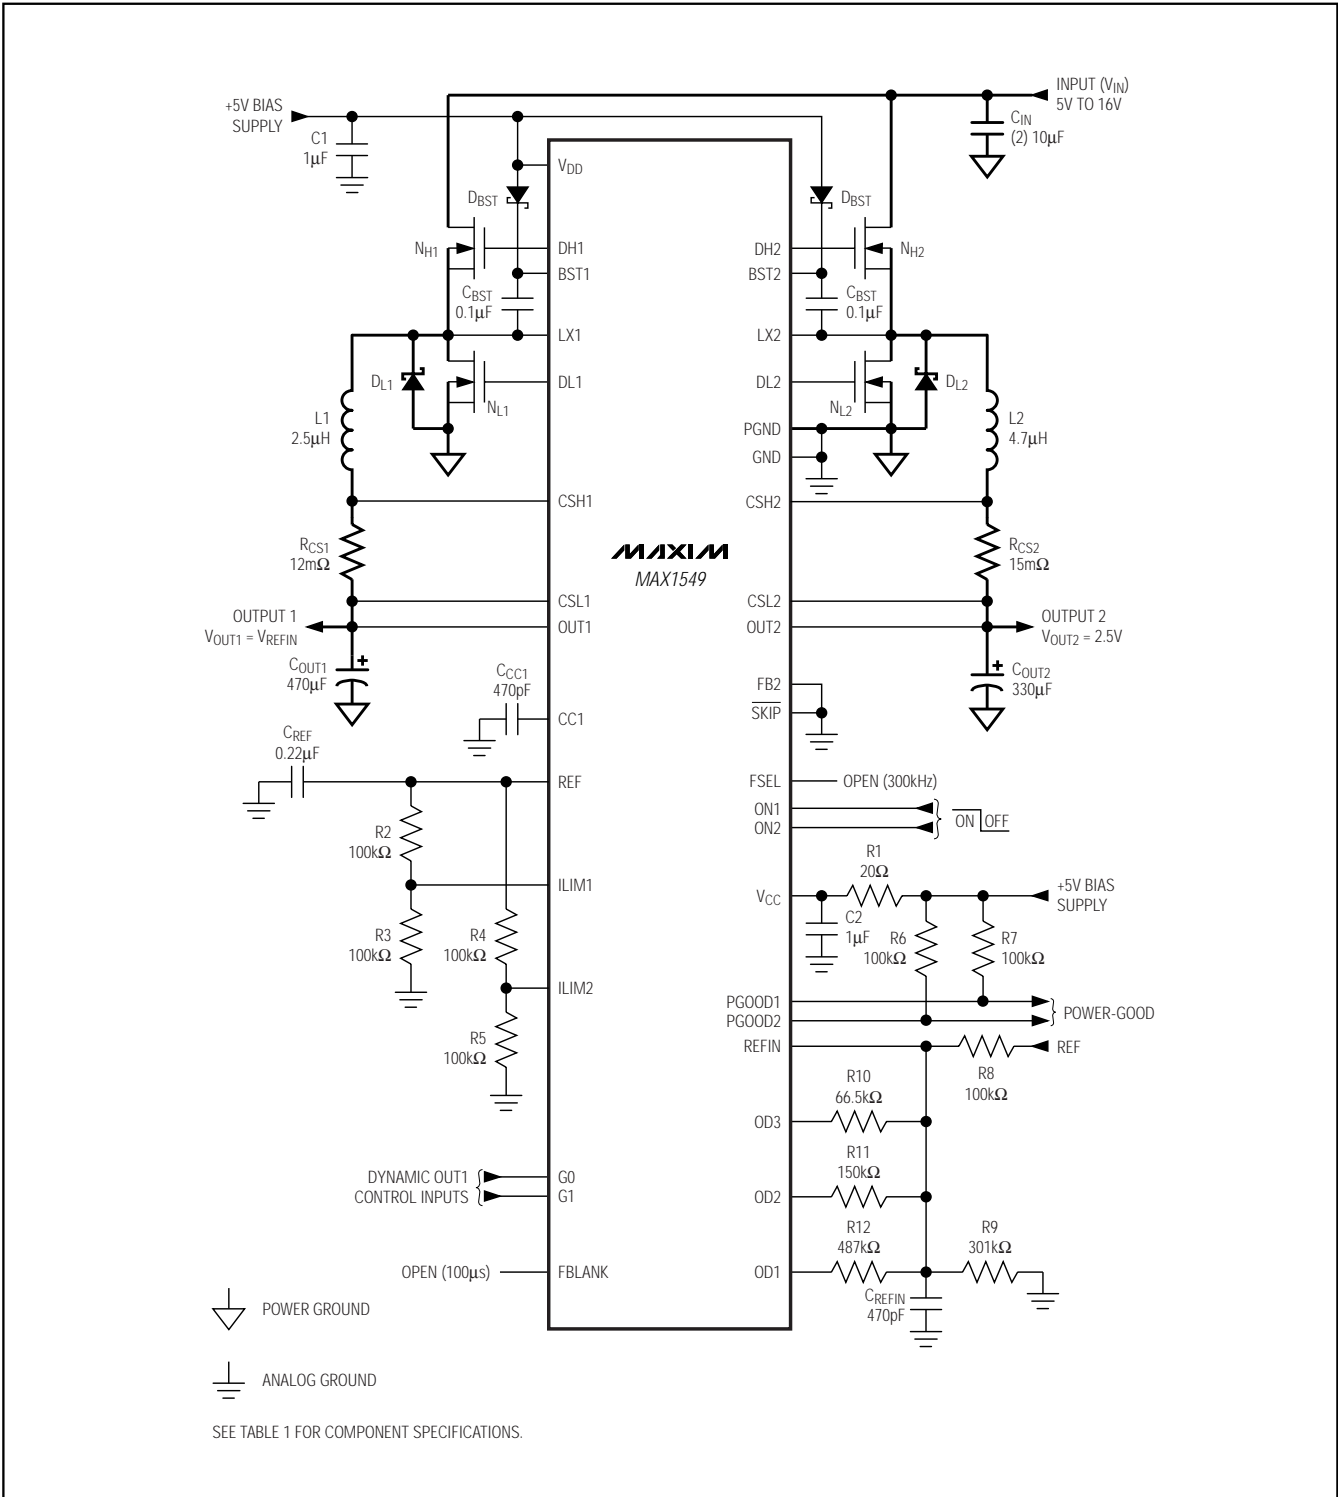 +5V BIAS
SUPPLY
INPUT (VIN)
5V TO 16V
C1
1µF
CIN
(2) 10µF
VDD
DBST
DBST
NH1
DH1
DH2
NH2
BST1
BST2
CBST
0.1µF
CBST
0.1µF
LX1
LX2
DL1
DL1
DL2
DL2
NL1
NL2
L1
2.5µH
PGND
L2
4.7µH
GND
CSH1
CSH2
RCS1
12mΩ
MAXIM
MAX1549
RCS2
15mΩ
CSL1
CSL2
OUTPUT 1
VOUT1 = VREFIN
OUT1
OUT2
OUTPUT 2
VOUT2 = 2.5V
COUT1
470µF
+
CCC1
470pF
FB2
+
COUT2
330µF
CC1
SKIP
CREF
0.22µF
REF
FSEL
OPEN (300kHz)
ON1
ON2
ON OFF
R2
100kΩ
R1
20Ω
ILIM1
VCC
+5V BIAS
SUPPLY
C2
1µF
R3
100kΩ
R4
100kΩ
R6
100kΩ
R7
100kΩ
ILIM2
PGOOD1
PGOOD2
POWER-GOOD
R5
100kΩ
REFIN
REF
R8
100kΩ
R10
66.5kΩ
OD3
R11
150kΩ
DYNAMIC OUT1
CONTROL INPUTS
G0
G1
OD2
R12
487kΩ
R9
301kΩ
OPEN (100µs)
FBLANK
OD1
CREFIN
470pF
POWER GROUND
ANALOG GROUND
SEE TABLE 1 FOR COMPONENT SPECIFICATIONS.